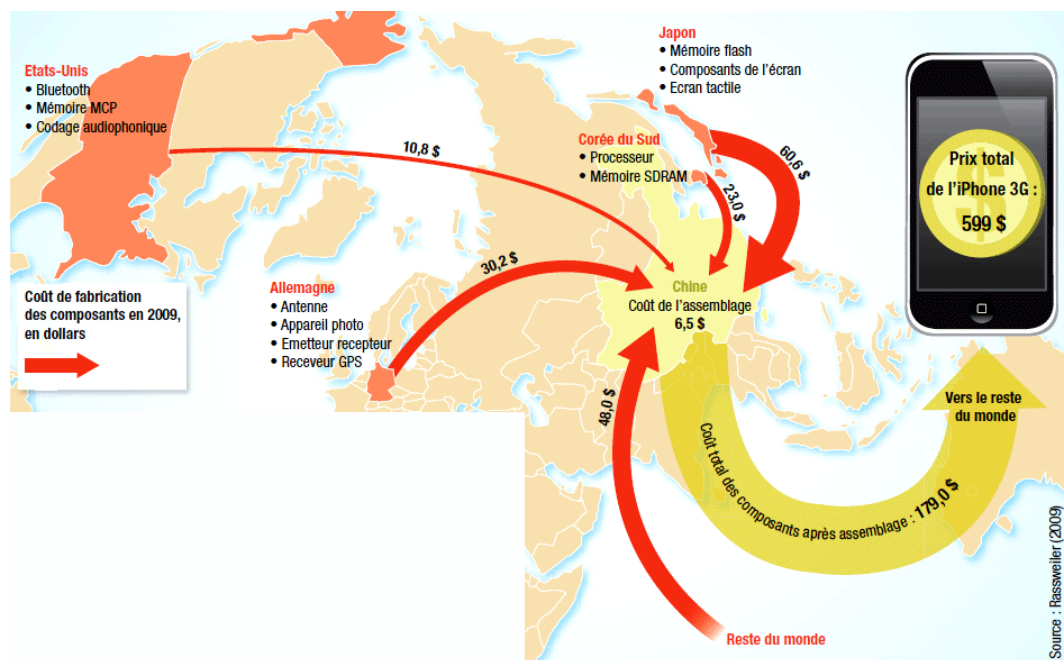 Etats-Unis
• Bluetooth
• Mémoire MCP
• Codage audiophonique
Japon
• Mémoire flash
• Composants de l'écran
• Ecran tactile
Corée du Sud
• Processeur
• Mémoire SDRAM
10,8 $
60,6 $
23,0 $
30,2 $
Prix total
de l'iPhone 3G :
599 $
Allemagne
• Antenne
• Appareil photo
• Emetteur recepteur
• Receveur GPS
Chine
Coût de l'assemblage
6,5 $
Coût de fabrication
des composants en 2009,
en dollars
48,0 $
Vers le reste
du monde
Coût total des composants après assemblage : 179,0 $
Reste du monde
Source : Rassweiler (2009)